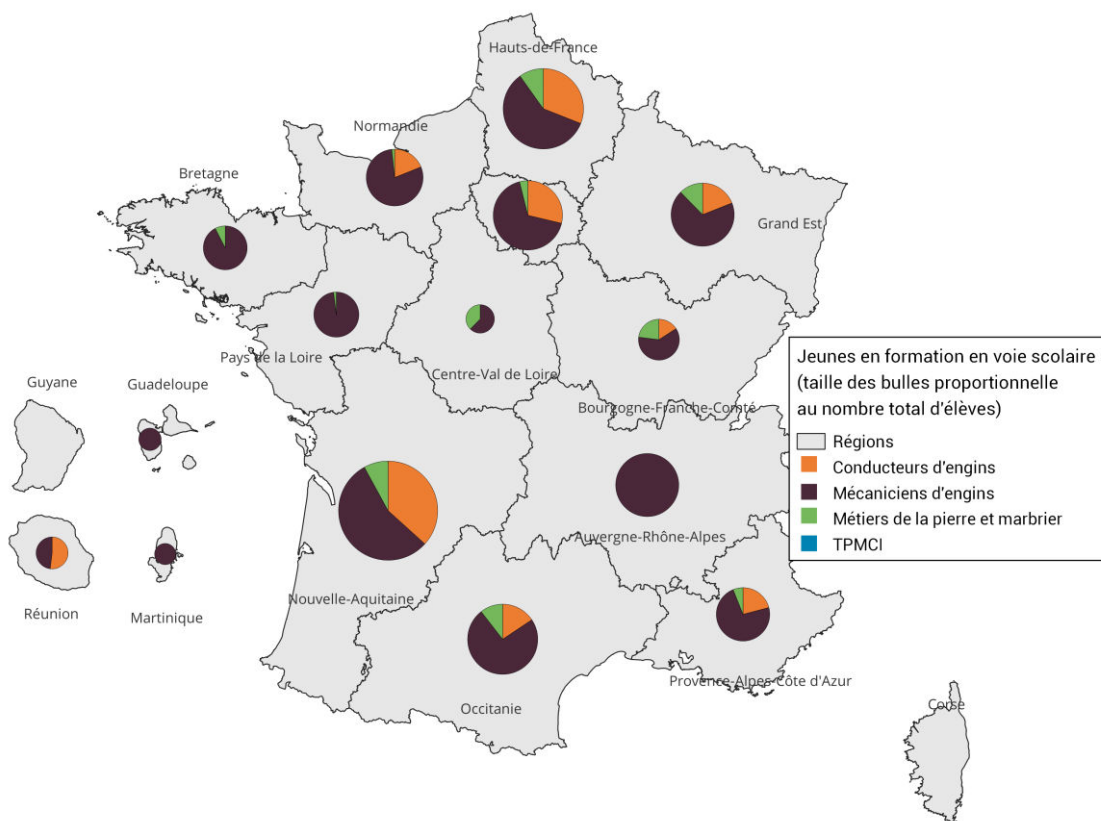 Hauts-de-France
Normandie
Bretagne
Grand Est
Pays de la Loire
Centre-Val de Loire
Guyane
Guadeloupe
Bourgogne-Franche-Comté
Jeunes en formation en voie scolaire
(taille des bulles proportionnelle
au nombre total d'élèves)
Régions
Conducteurs d'engins
Mécaniciens d'engins
Métiers de la pierre et marbrier
TPMCI
Auvergne-Rhône-Alpes
Nouvelle-Aquitaine
Réunion
Martinique
Provence-Alpes-Côte d'Azur
Occitanie
Corse